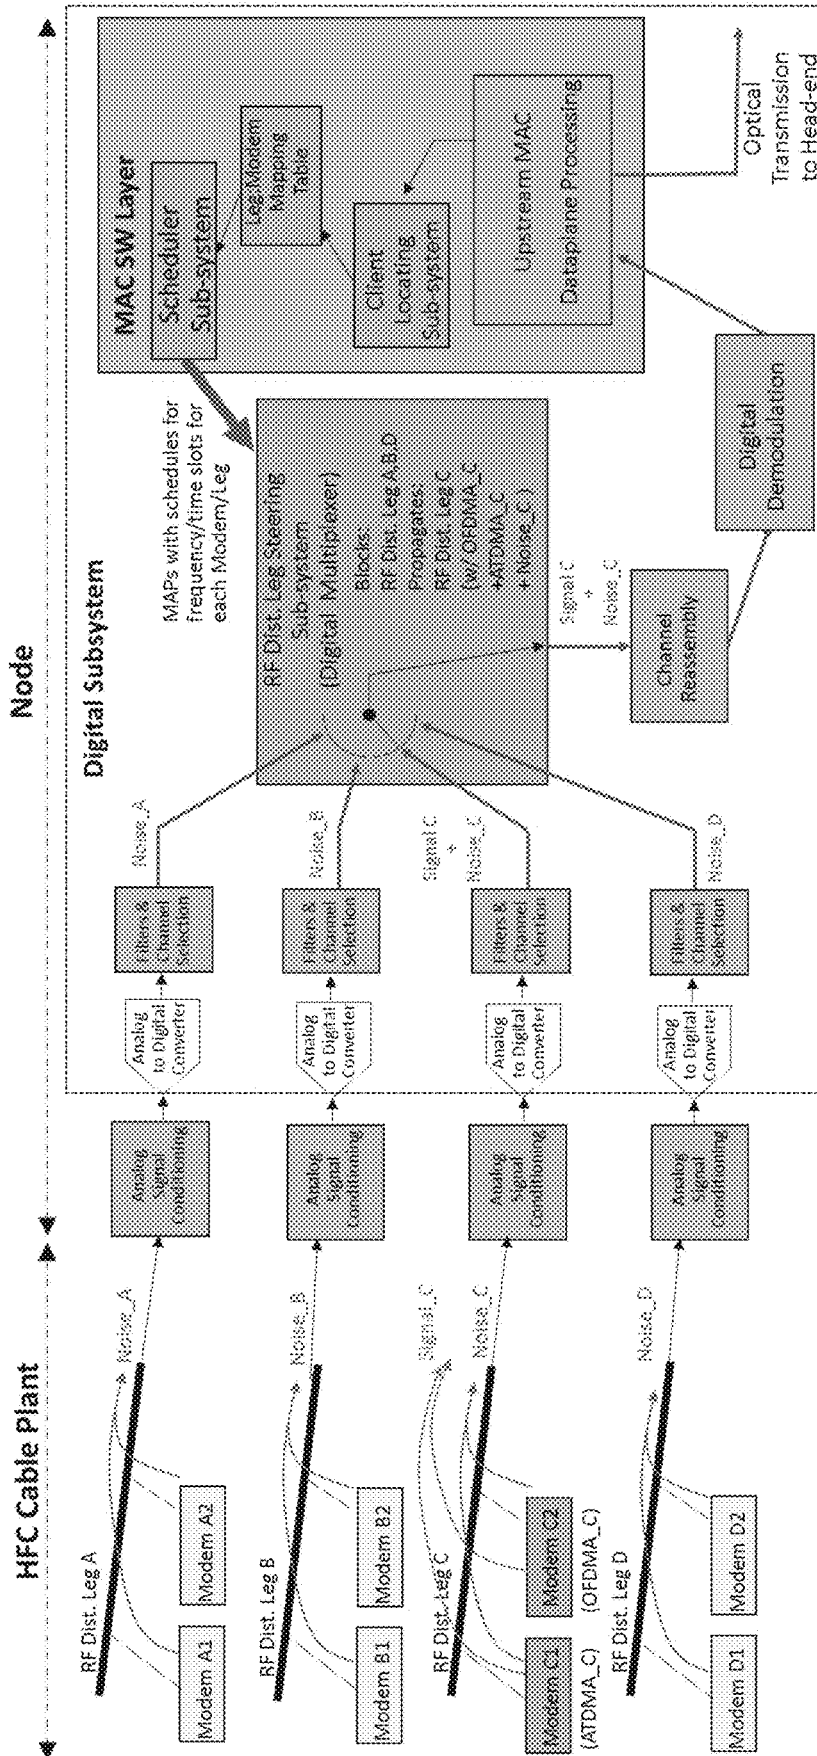 HFC Cable Plant
Node
RF Dist. Leg A
Modem A1
Modem A2
Noise_A
Analog
Signal
Conditioning
RF Dist. Leg B
Modem B1
Modem B2
Noise_B
Analog
Signal
Conditioning
RF Dist. Leg C
Modem C1
(ATDMA_C)
Modem C2
(OFDMA_C)
Signal_C
Noise_C
Analog
Signal
Conditioning
RF Dist. Leg D
Modem D1
Modem D2
Noise_D
Analog
Signal
Conditioning
Digital Subsystem
Analog
to Digital
Converter
Filters &
Channel
Selection
Noise_A
Analog
to Digital
Converter
Filters &
Channel
Selection
Noise_B
Analog
to Digital
Converter
Filters &
Channel
Selection
Signal C
+
Noise_C
Analog
to Digital
Converter
Filters &
Channel
Selection
Noise_D
MAPs with schedules for
frequency/time slots for
each Modem/Leg
RF Dist. Leg Steering
Sub-system
(Digital Multiplexer)
Blocks:
RF Dist. Leg A,B,D
Propagates:
RF Dist. Leg C
(w/ OFDMA_C
+ATDMA_C
+ Noise_C )
Signal C
+
Noise_C
Channel
Reassembly
Digital
Demodulation
MAC SW Layer
Scheduler
Sub-system
Leg:Modem
Mapping
Table
Client
Locating
Sub-system
Upstream MAC
Dataplane Processing
Optical
Transmission
to Head-end